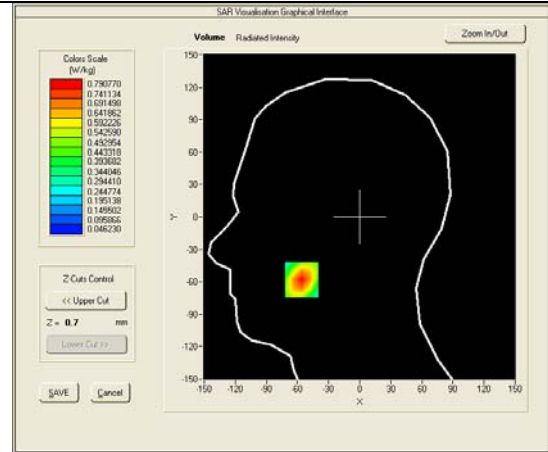 SAR Visualisation Graphical Interface
Volume Radiated Intensity
Zoom In/Out
Colors Scale
(W/kg)
0.790770
0.741134
0.691498
0.641862
0.592226
0.542590
0.492954
0.443318
0.393682
0.344046
0.294410
0.244774
0.195138
0.145502
0.095866
0.046230
Z Cuts Control
<< Upper Cut
Z = 0.7 mm
Lower Cut >>
SAVE Cancel
150
120
90
60
30
0
-30
-60
-90
-120
-150
Y
-150 -120 -90 -60 -30 0 30 60 90 120 150
X